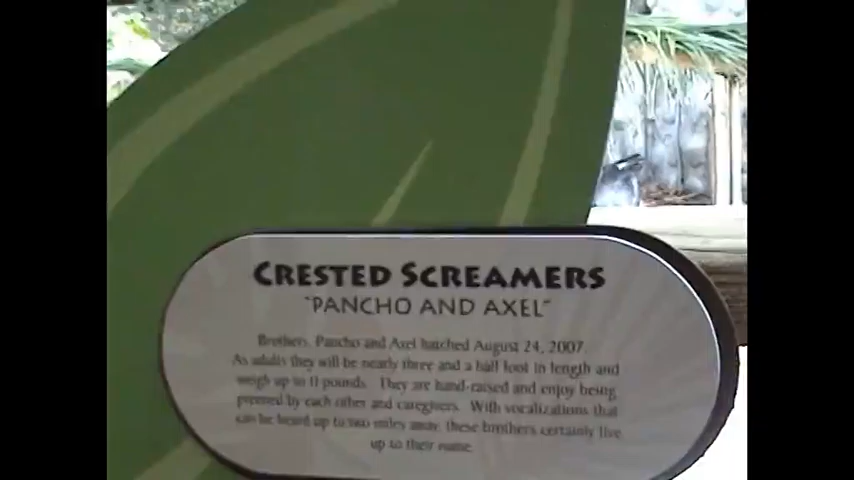 CRESTED SCREAMERS
"PANCHO AND AXEL"
Brothers, Pancho and Axel hatched August 24, 2007.
As adults they will be nearly three and a half foot in length and
weigh up to 11 pounds. They are hand-raised and enjoy being
preened by each other and caregivers. With vocalizations that
can be heard up to two miles away, these brothers certainly live
up to their name.